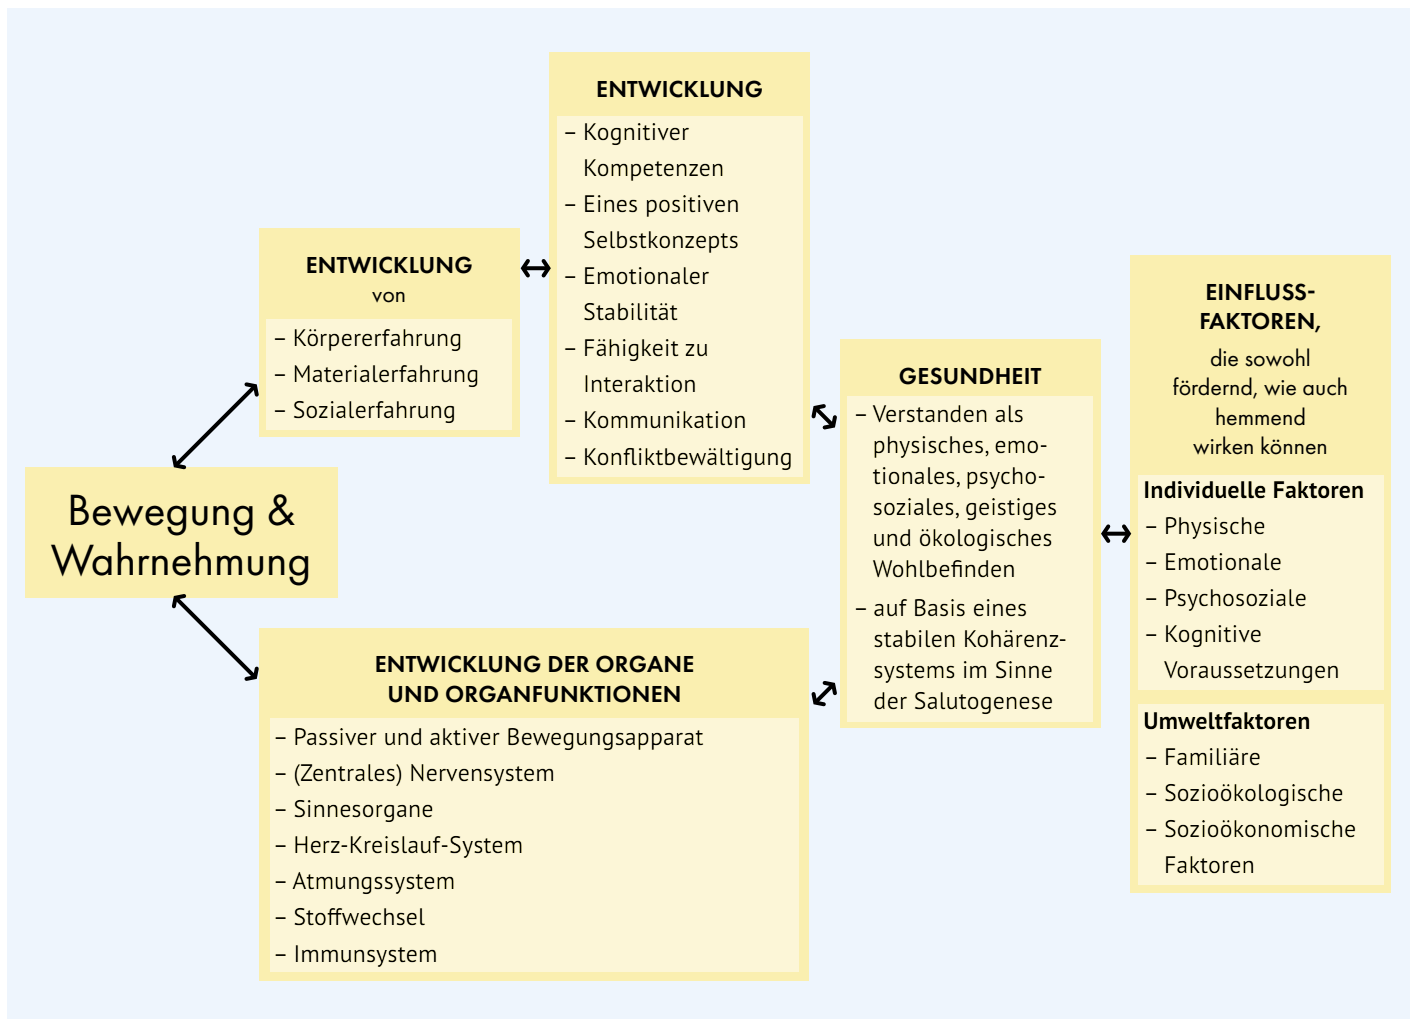 Bewegung &
Wahrnehmung
ENTWICKLUNG
von
– Körpererfahrung
– Materialerfahrung
– Sozialerfahrung
ENTWICKLUNG
– Kognitiver
Kompetenzen
– Eines positiven
Selbstkonzepts
– Emotionaler
Stabilität
– Fähigkeit zu
Interaktion
– Kommunikation
– Konfliktbewältigung
ENTWICKLUNG DER ORGANE
UND ORGANFUNKTIONEN
– Passiver und aktiver Bewegungsapparat
– (Zentrales) Nervensystem
– Sinnesorgane
– Herz-Kreislauf-System
– Atmungssystem
– Stoffwechsel
– Immunsystem
GESUNDHEIT
– Verstanden als
physisches, emo-
tionales, psycho-
soziales, geistiges
und ökologisches
Wohlbefinden
– auf Basis eines
stabilen Kohärenz-
systems im Sinne
der Salutogenese
EINFLUSS-
FAKTOREN,
die sowohl
fördernd, wie auch
hemmend
wirken können
Individuelle Faktoren
– Physische
– Emotionale
– Psychosoziale
– Kognitive
Voraussetzungen
Umweltfaktoren
– Familiäre
– Sozioökologische
– Sozioökonomische
Faktoren